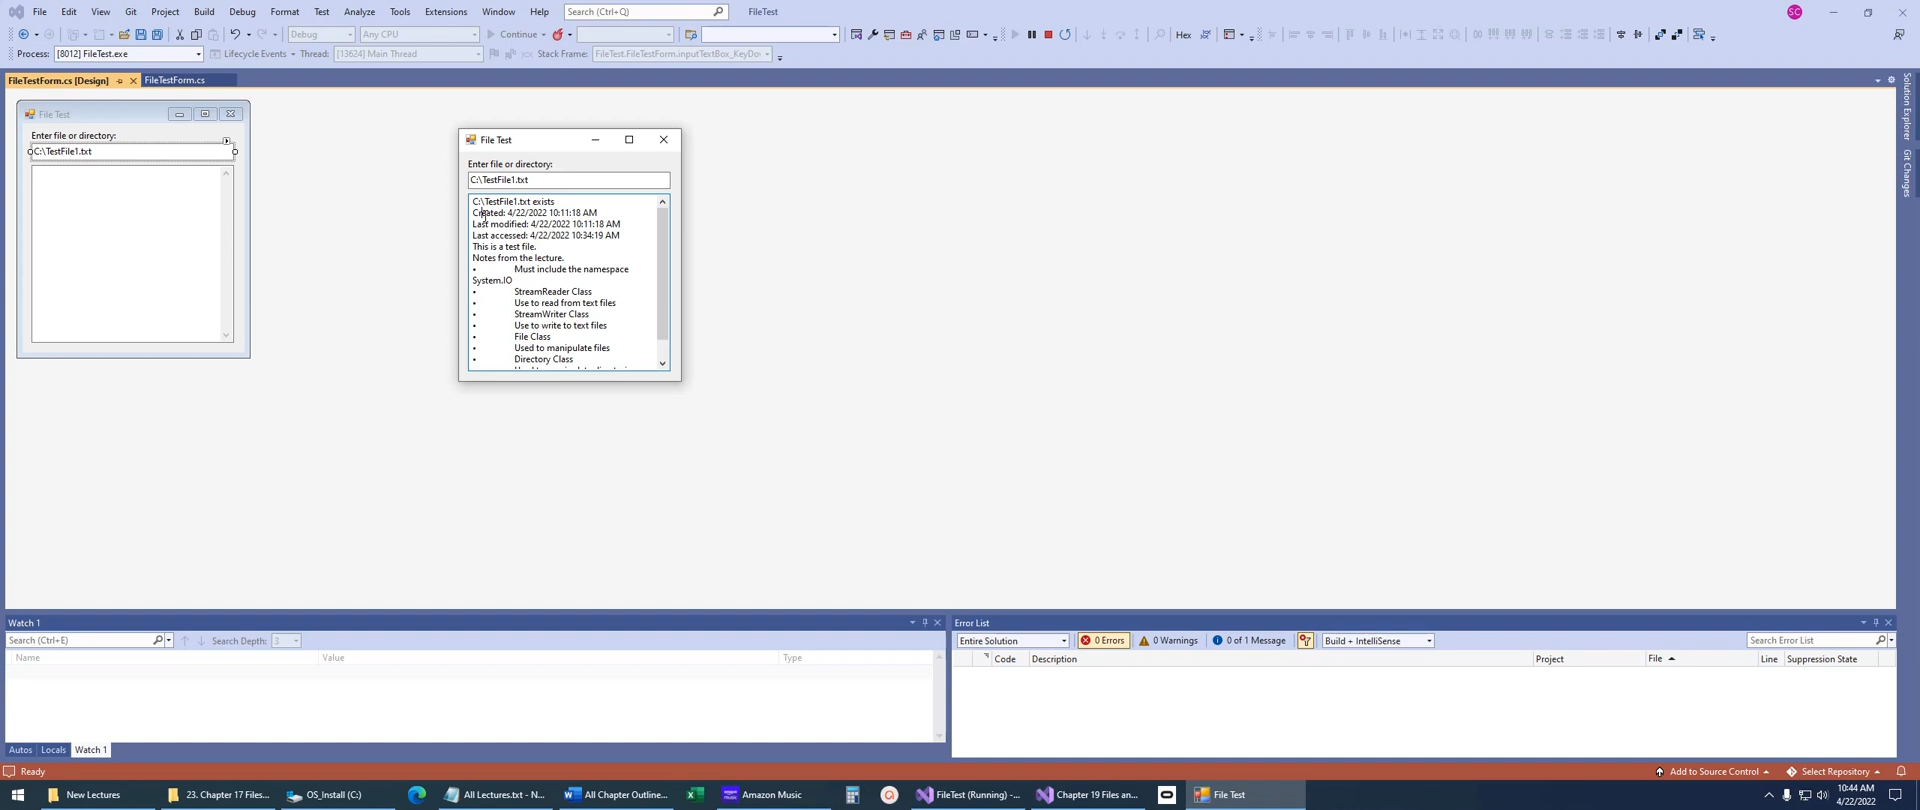 File Edit View Git Project Build Debug Format Test Analyze Tools Extensions Window Help Search (Ctrl+Q) FileTest SC
Debug Any CPU Continue Hex
Process: [8012] FileTest.exe Lifecycle Events Thread: [13624] Main Thread Stack Frame: FileTest.FileTestForm.inputTextBox_KeyDov
FileTestForm.cs [Design] FileTestForm.cs
File Test
Enter file or directory:
C:\TestFile1.txt
File Test
Enter file or directory:
C:\TestFile1.txt
C:\TestFile1.txt exists
Created: 4/22/2022 10:11:18 AM
Last modified: 4/22/2022 10:11:18 AM
Last accessed: 4/22/2022 10:34:19 AM
This is a test file.
Notes from the lecture.
• Must include the namespace
System.IO
• StreamReader Class
• Use to read from text files
• StreamWriter Class
• Use to write to text files
• File Class
• Used to manipulate files
• Directory Class
Solution Explorer
Git Changes
Watch 1
Search (Ctrl+E) Search Depth: 3
Name Value Type
Autos Locals Watch 1
Error List
Entire Solution 0 Errors 0 Warnings 0 of 1 Message Build + IntelliSense Search Error List
Code Description Project File Line Suppression State
Ready Add to Source Control Select Repository
New Lectures 23. Chapter 17 Files... OS_Install (C:) All Lectures.txt - N... All Chapter Outline... Amazon Music FileTest (Running) -... Chapter 19 Files an... File Test
10:44 AM
4/22/2022